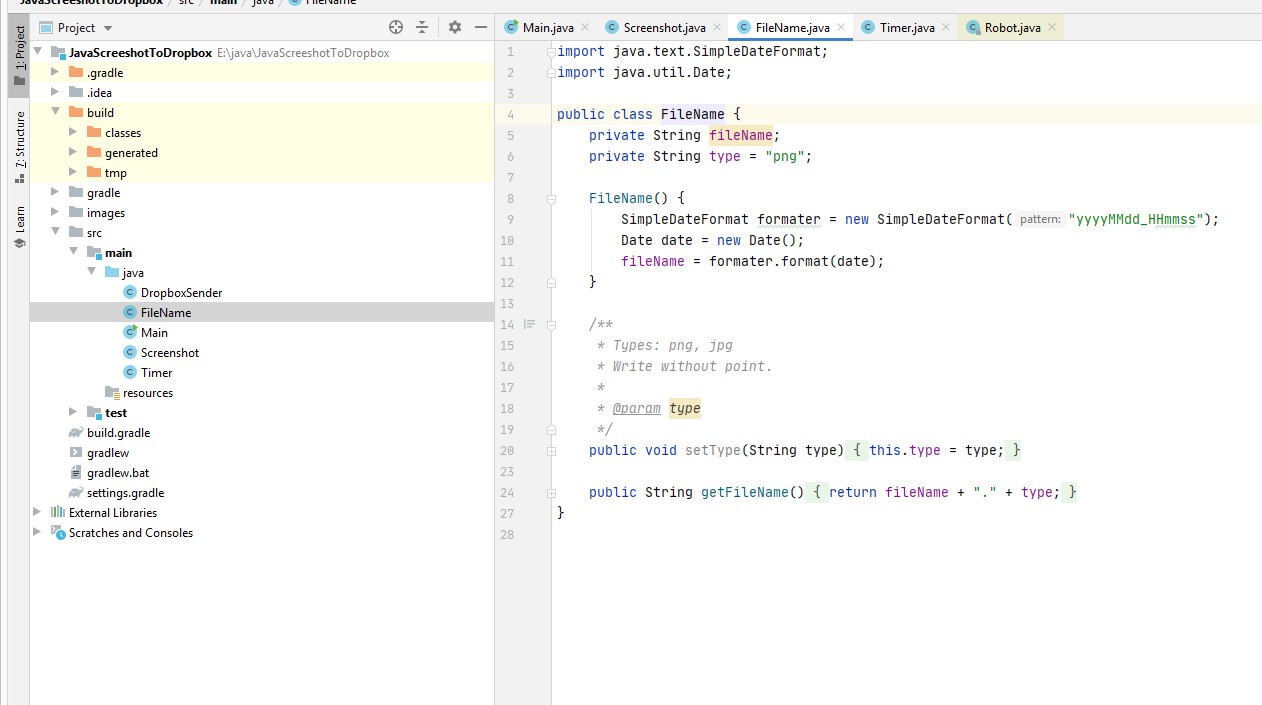 JavaScreeshotToDropbox src main java FileName
Project
Main.java Screenshot.java FileName.java Timer.java Robot.java
1: Project
7: Structure
Learn
JavaScreeshotToDropbox E:\java\JavaScreeshotToDropbox
.gradle
.idea
build
classes
generated
tmp
gradle
images
src
main
java
DropboxSender
FileName
Main
Screenshot
Timer
resources
test
build.gradle
gradlew
gradlew.bat
settings.gradle
External Libraries
Scratches and Consoles
1 import java.text.SimpleDateFormat;
2 import java.util.Date;
3
4 public class FileName {
5 private String fileName;
6 private String type = "png";
7
8 FileName() {
9 SimpleDateFormat formater = new SimpleDateFormat( pattern: "yyyyMMdd_HHmmss");
10 Date date = new Date();
11 fileName = formater.format(date);
12 }
13
14 /**
15 * Types: png, jpg
16 * Write without point.
17 *
18 * @param type
19 */
20 public void setType(String type) { this.type = type; }
23
24 public String getFileName() { return fileName + "." + type; }
27 }
28